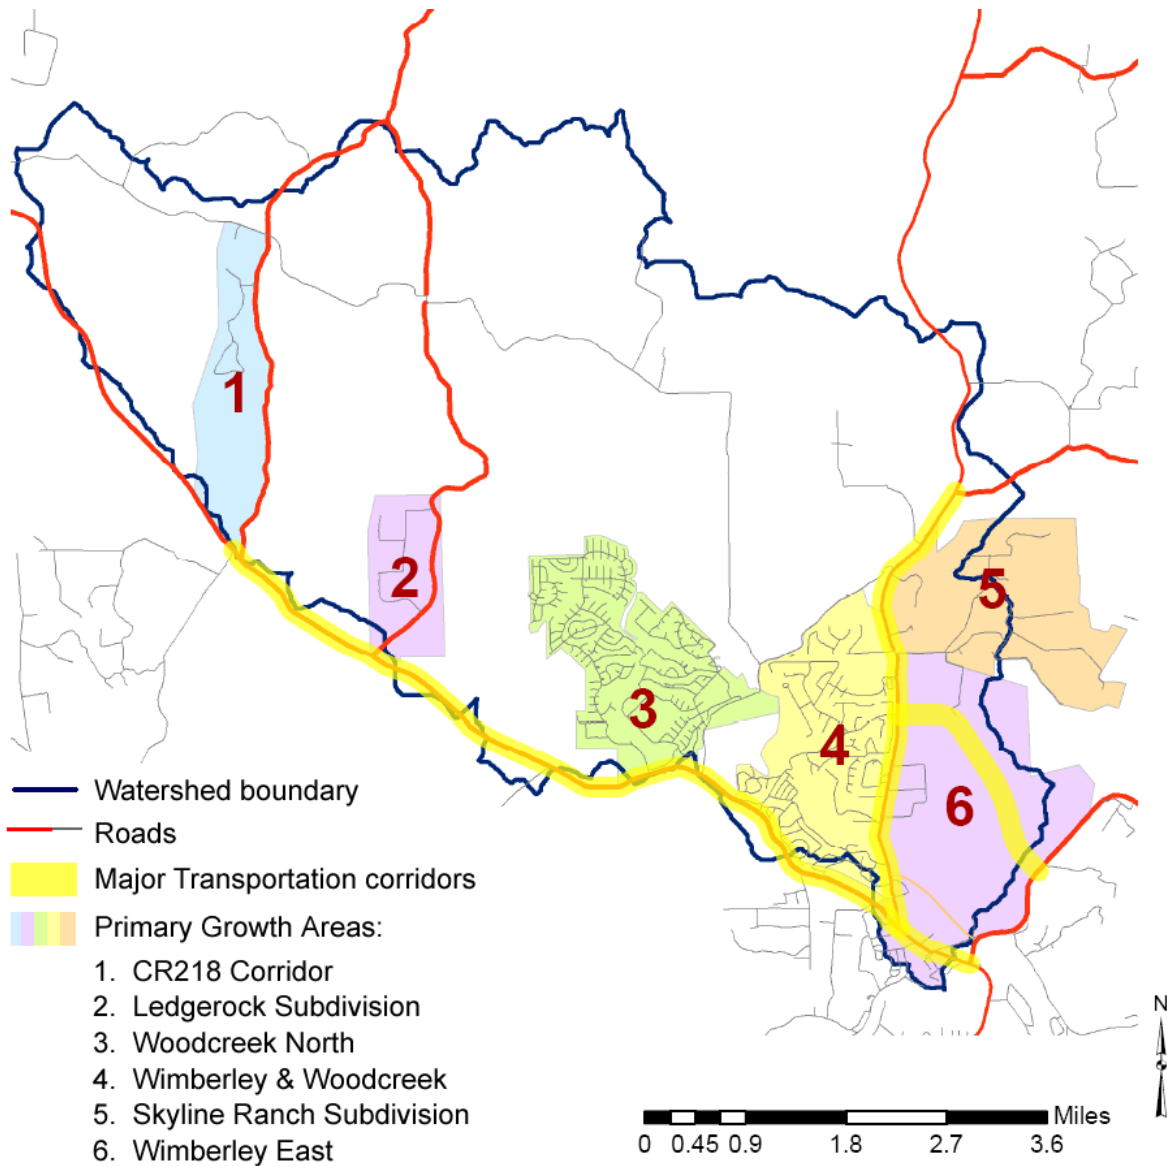 1
2
5
3
4
6
Watershed boundary
Roads
Major Transportation corridors
Primary Growth Areas:
1. CR218 Corridor
2. Ledgerock Subdivision
3. Woodcreek North
4. Wimberley & Woodcreek
5. Skyline Ranch Subdivision
6. Wimberley East
N
Miles
0 0.45 0.9 1.8 2.7 3.6